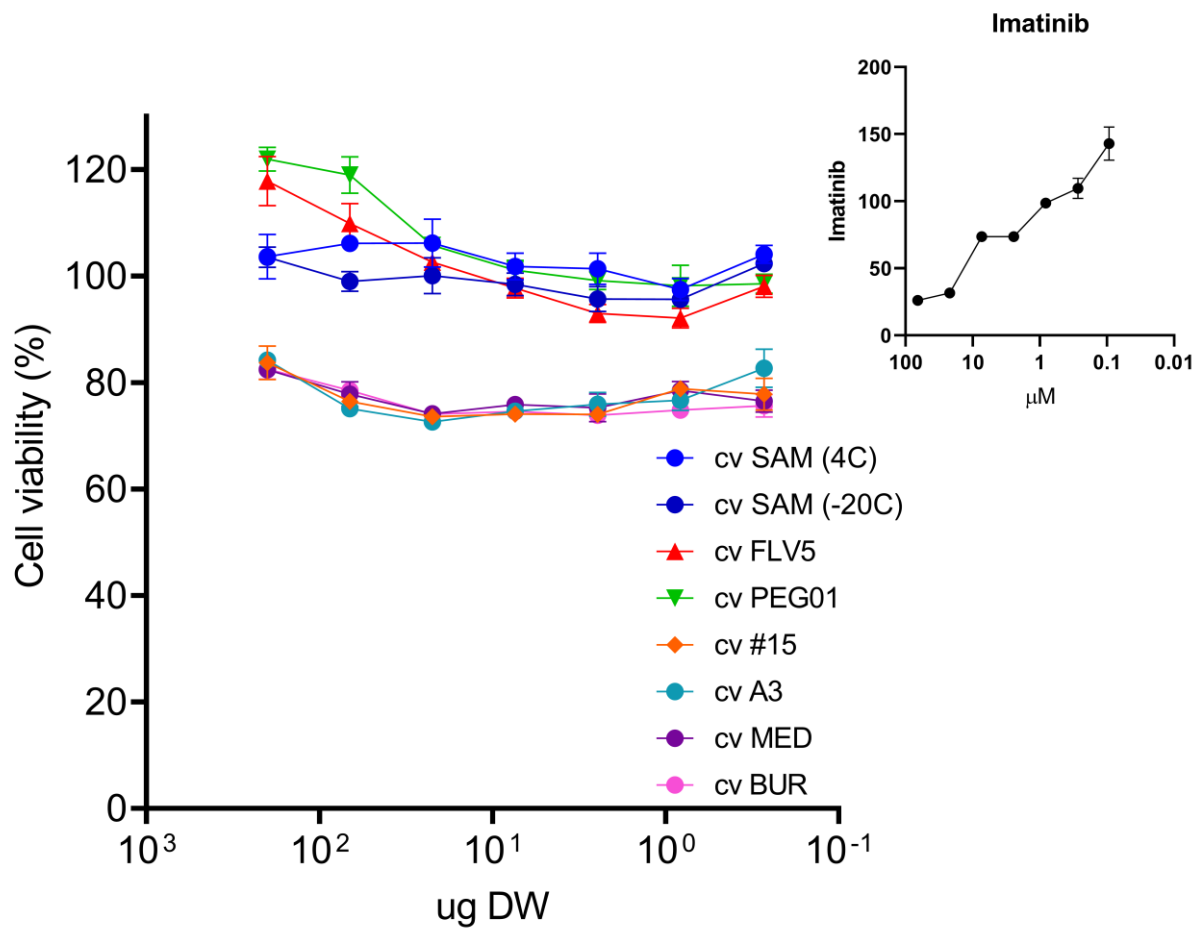 Imatinib
200
150
100
50
0
Imatinib
100
10
1
0.1
0.01
μM
120
100
80
60
40
20
0
Cell viability (%)
cv SAM (4C)
cv SAM (-20C)
cv FLV5
cv PEG01
cv #15
cv A3
cv MED
cv BUR
10³
10²
10¹
10⁰
10⁻¹
ug DW